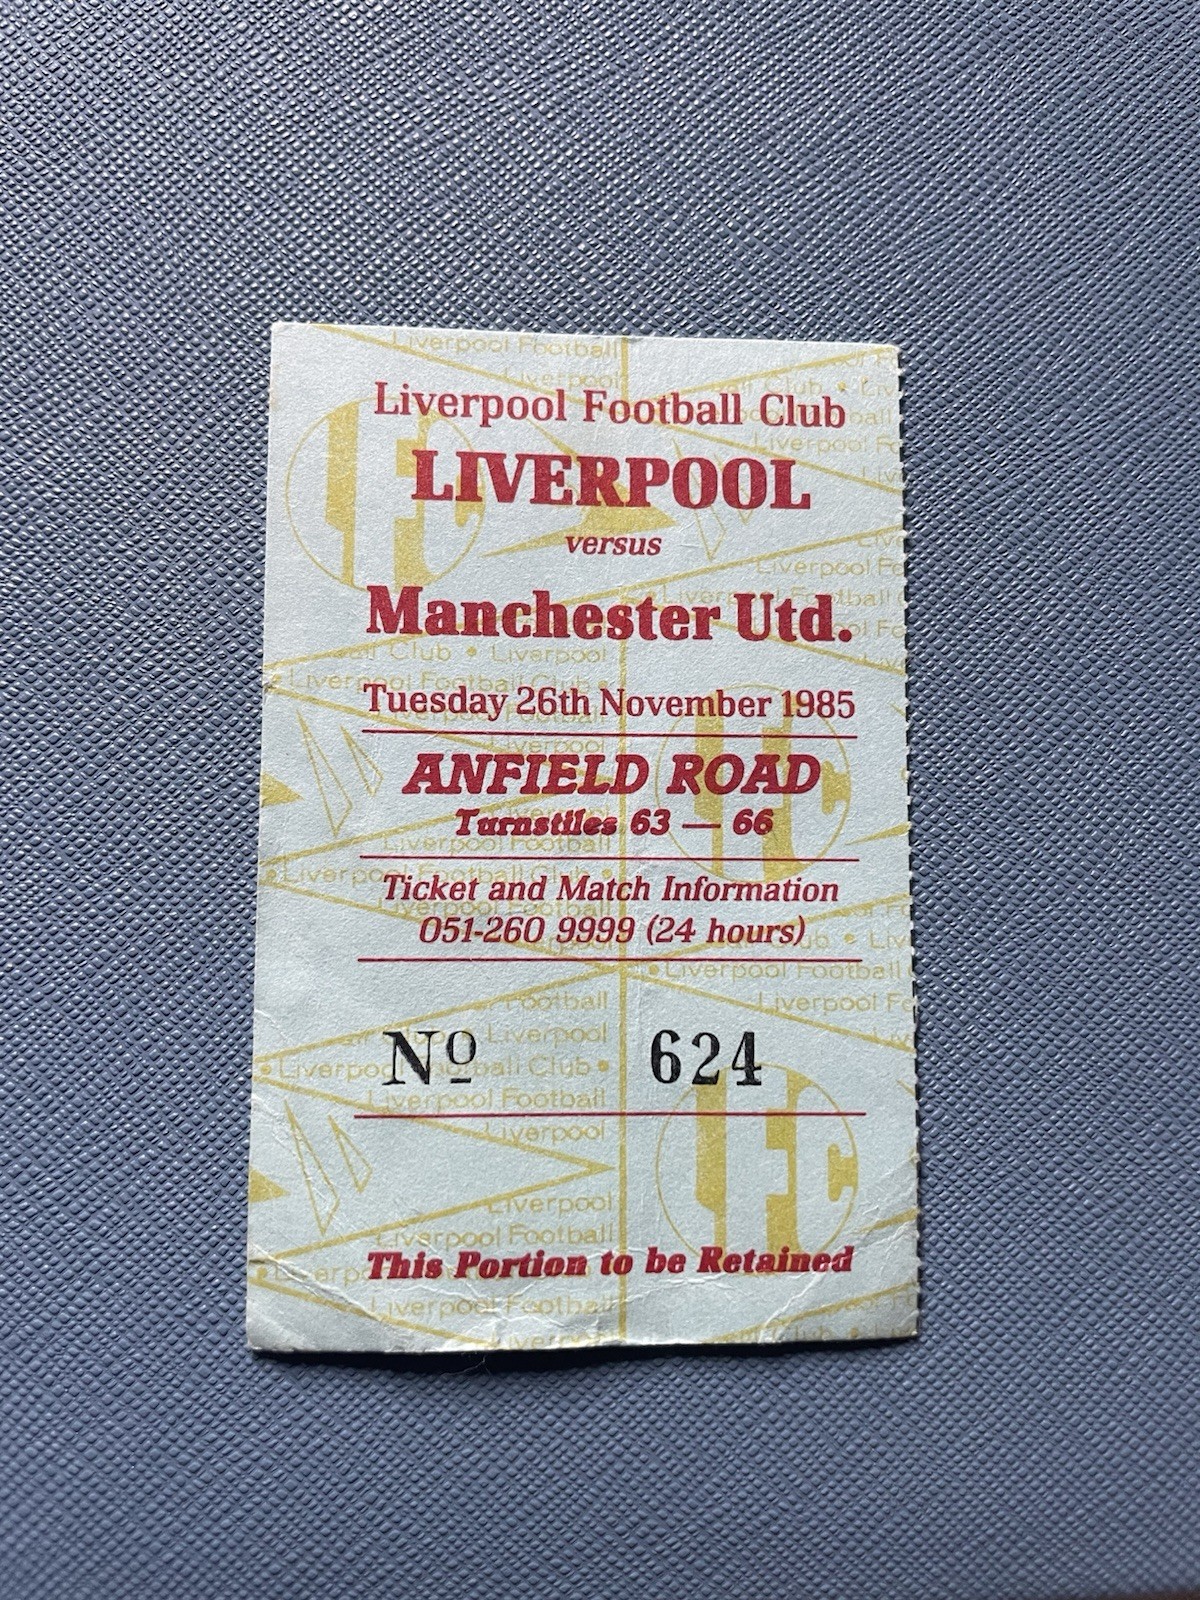 Liverpool Football Club
LIVERPOOL
versus
Manchester Utd.
Tuesday 26th November 1985
ANFIELD ROAD
Turnstiles 63 — 66
Ticket and Match Information
051-260 9999 (24 hours)
Nº 624
This Portion to be Retained